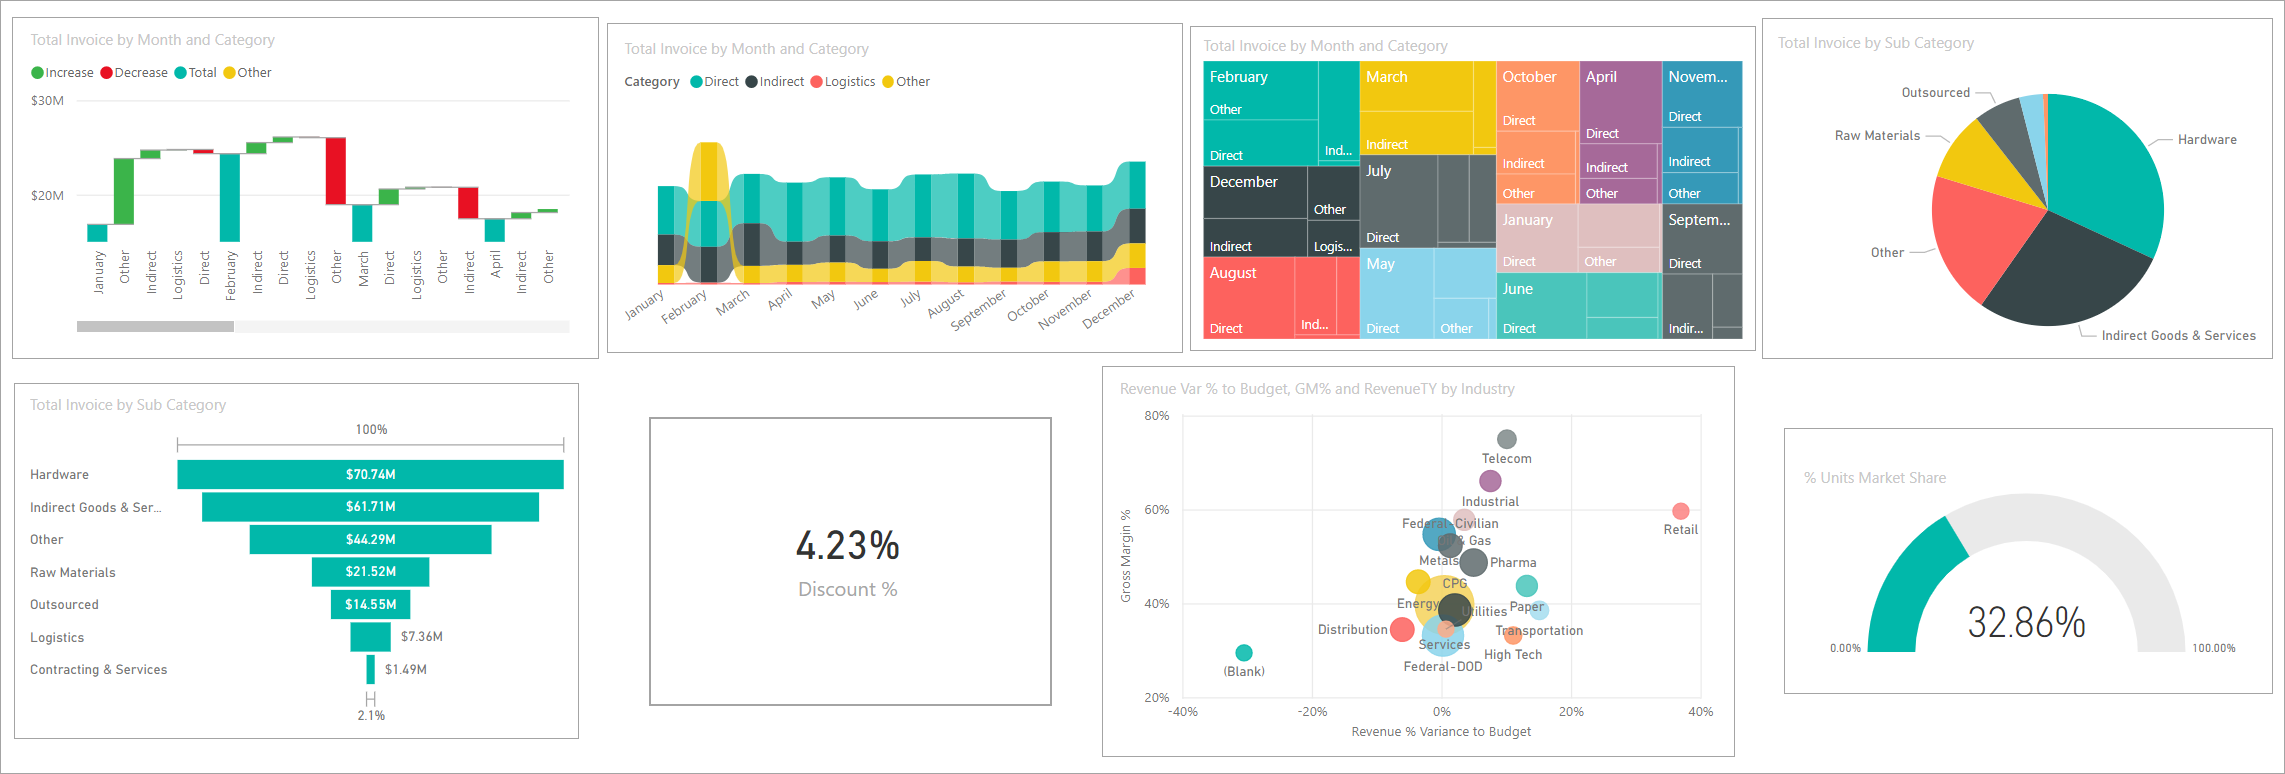 Total Invoice by Month and Category
Increase Decrease Total Other
$30M
$20M
January
Other
Indirect
Logistics
Direct
February
Indirect
Direct
Logistics
Other
March
Direct
Logistics
Other
Indirect
April
Indirect
Other
Total Invoice by Month and Category
Category Direct Indirect Logistics Other
January
February
March
April
May
June
July
August
September
October
November
December
Total Invoice by Month and Category
February
Other
Direct
Ind...
December
Other
Indirect
Logis...
August
Direct
Ind...
March
Indirect
July
Direct
May
Direct
Other
October
Direct
Indirect
Other
April
Direct
Indirect
Other
January
Direct
Other
June
Direct
Novem...
Direct
Indirect
Other
Septem...
Direct
Indir...
Total Invoice by Sub Category
Outsourced
Raw Materials
Hardware
Other
Indirect Goods & Services
Total Invoice by Sub Category
100%
Hardware $70.74M
Indirect Goods & Ser... $61.71M
Other $44.29M
Raw Materials $21.52M
Outsourced $14.55M
Logistics $7.36M
Contracting & Services $1.49M
2.1%
4.23%
Discount %
Revenue Var % to Budget, GM% and RevenueTY by Industry
Gross Margin %
80%
60%
40%
20%
Telecom
Industrial
Retail
Federal-Civilian
& Gas
Metals
Pharma
CPG
Energy
Utilities
Paper
Distribution
Transportation
Services
High Tech
Federal-DOD
(Blank)
-40% -20% 0% 20% 40%
Revenue % Variance to Budget
% Units Market Share
32.86%
0.00% 100.00%